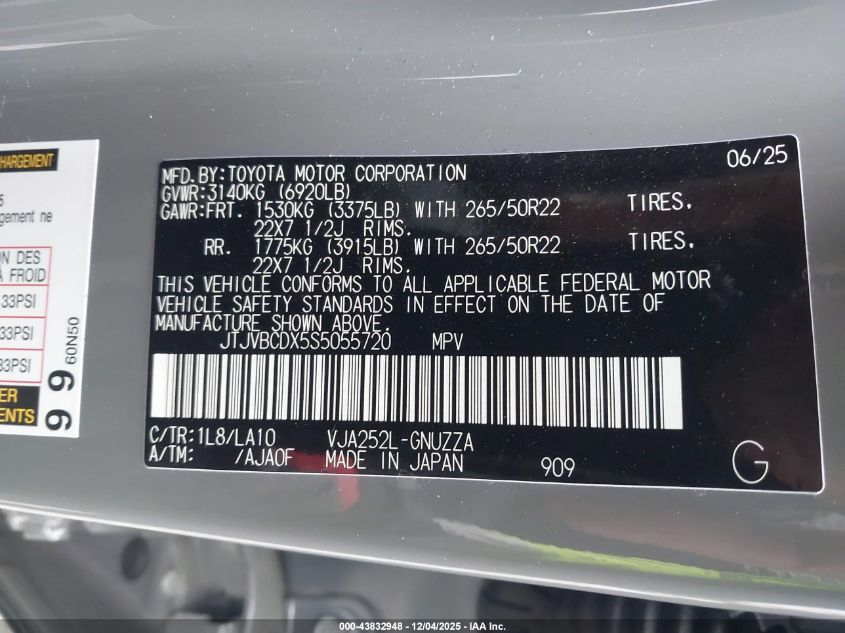 HARGEMENT
gement ne
ON DES
À FROID
33PSI
33PSI
33PSI
ER
ENTS
99
60N50
MFD.BY:TOYOTA MOTOR CORPORATION 06/25
GVWR:3140KG (6920LB)
GAWR:FRT. 1530KG (3375LB) WITH 265/50R22 TIRES.
22X7 1/2J RIMS.
RR. 1775KG (3915LB) WITH 265/50R22 TIRES.
22X7 1/2J RIMS.
THIS VEHICLE CONFORMS TO ALL APPLICABLE FEDERAL MOTOR
VEHICLE SAFETY STANDARDS IN EFFECT ON THE DATE OF
MANUFACTURE SHOWN ABOVE.
JTJVBCDX5S5055720 MPV
C/TR:1L8/LA10 VJA252L-GNUZZA
A/TM: /AJA0F MADE IN JAPAN 909
G
000-43832948 - 12/04/2025 - IAA Inc.